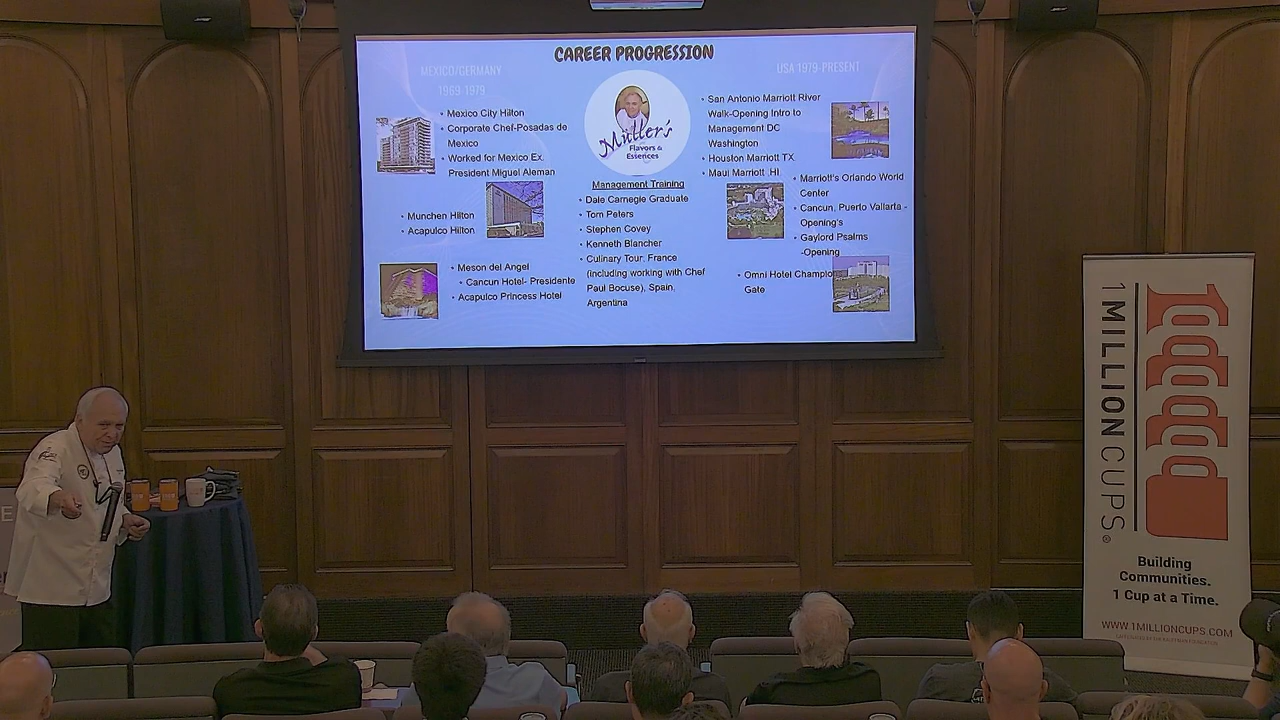 CAREER PROGRESSION
MEXICO/GERMANY
1969-1979
• Mexico City Hilton
• Corporate Chef-Posadas de
Mexico
• Worked for Mexico Ex.
President Miguel Aleman
• Munchen Hilton
• Acapulco Hilton
• Meson del Angel
• Cancun Hotel- Presidente
• Acapulco Princess Hotel
Müller's
Flavors &
Essences
Management Training
• Dale Carnegie Graduate
• Tom Peters
• Stephen Covey
• Kenneth Blancher
• Culinary Tour, France
(including working with Chef
Paul Bocuse), Spain,
Argentina
USA 1979-PRESENT
• San Antonio Marriott River
Walk-Opening Intro to
Management DC
Washington
• Houston Marriott TX
• Maui Marriott HI
• Marriott's Orlando World
Center
• Cancun, Puerto Vallarta -
Opening's
• Gaylord Psalms
-Opening
• Omni Hotel Champio
Gate
1 MILLION CUPS®
Building
Communities.
1 Cup at a Time.
WWW.1MILLIONCUPS.COM